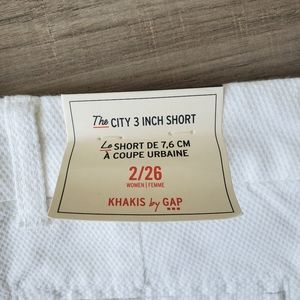 The CITY 3 INCH SHORT
Le SHORT DE 7,6 CM
À COUPE URBAINE
2/26
WOMEN | FEMME
KHAKIS by GAP